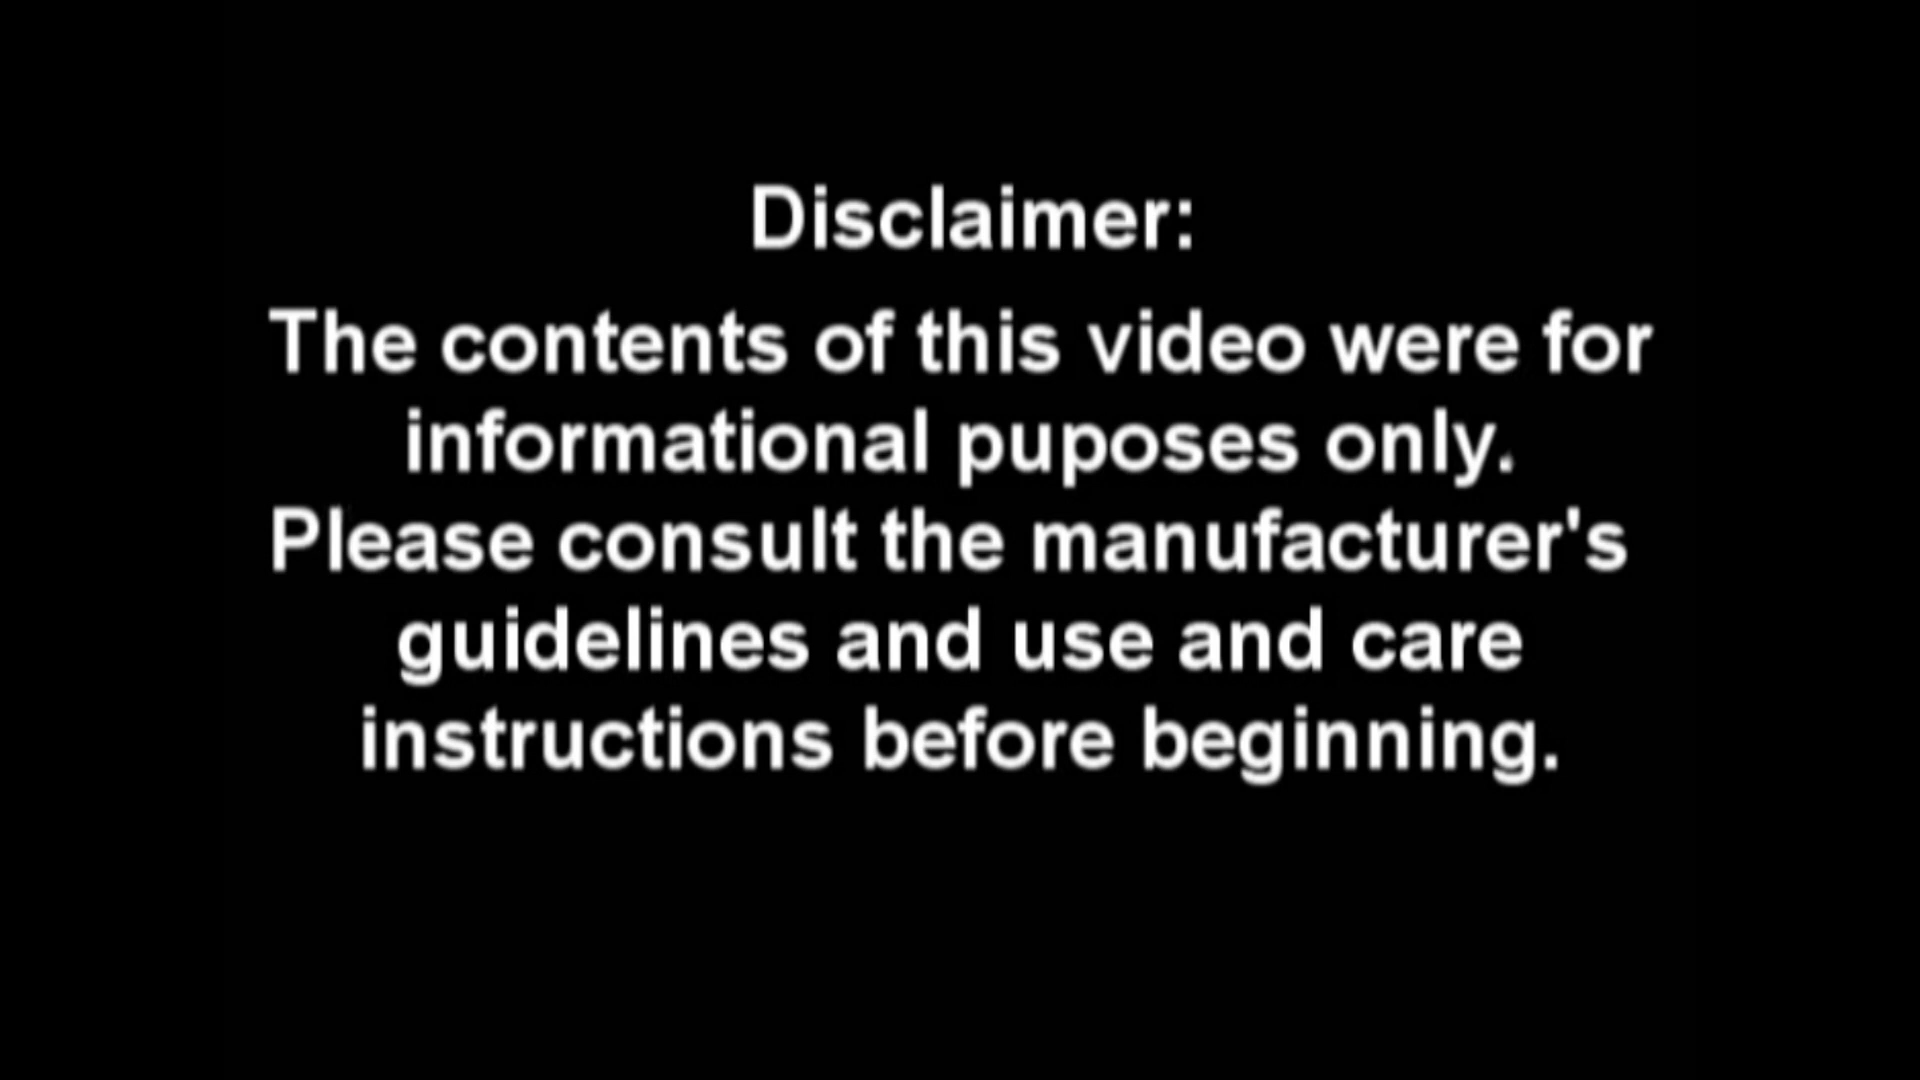 Disclaimer:
The contents of this video were for
informational puposes only.
Please consult the manufacturer's
guidelines and use and care
instructions before beginning.